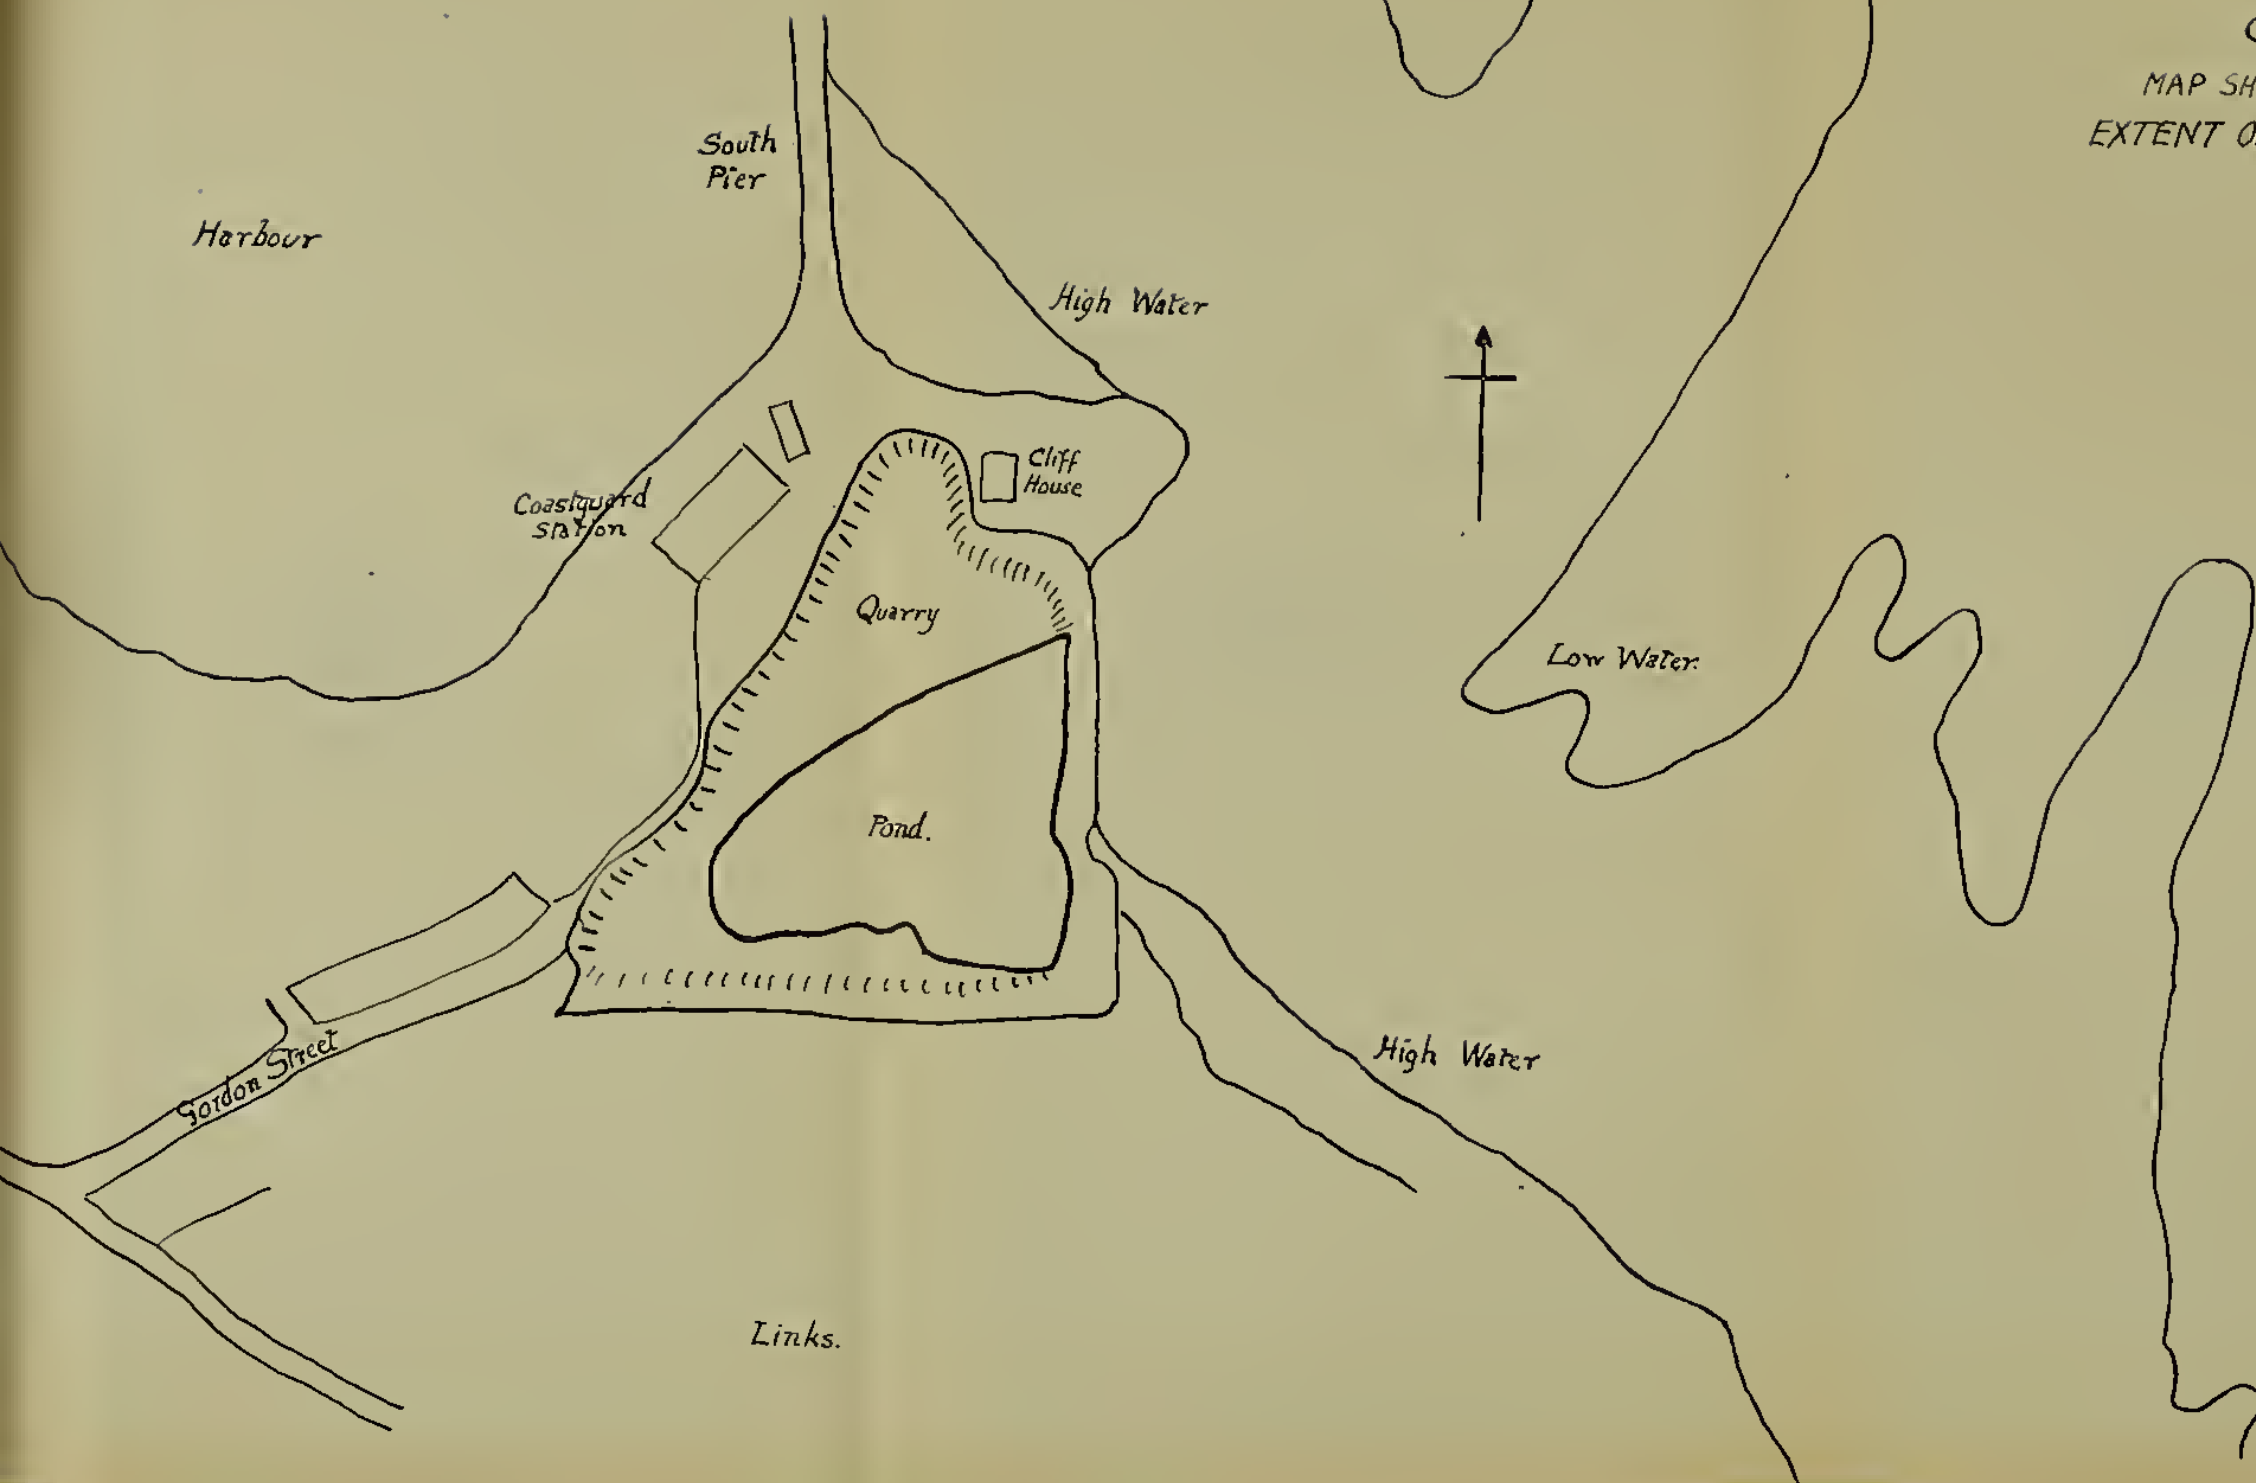 MAP
EXTENT
South
Pier
Harbour
High Water
Cliff
House
Coastguard
Station
Quarry
Low Water.
Pond.
Gordon Street
High Water
Links.